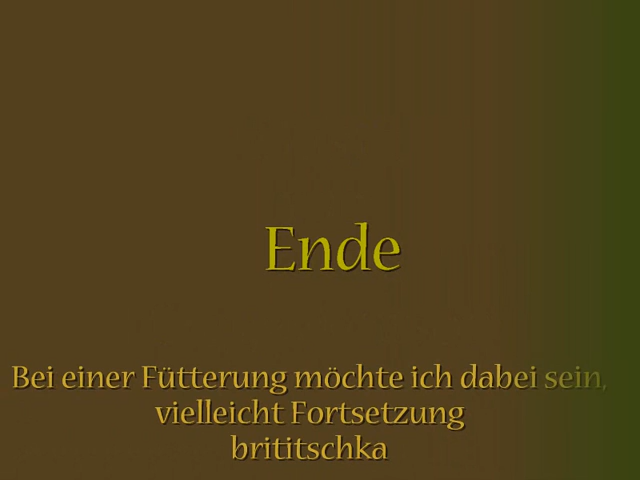 Ende
Bei einer Fütterung möchte ich dabei sein,
vielleicht Fortsetzung
brititschka